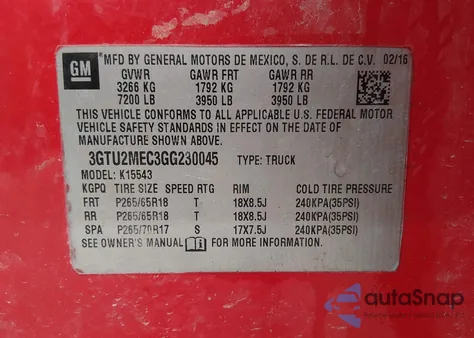 GM
MFD BY GENERAL MOTORS DE MEXICO, S. DE R.L. DE C.V. 02/16
GVWR GAWR FRT GAWR RR
3266 KG 1792 KG 1792 KG
7200 LB 3950 LB 3950 LB
THIS VEHICLE CONFORMS TO ALL APPLICABLE U.S. FEDERAL MOTOR
VEHICLE SAFETY STANDARDS IN EFFECT ON THE DATE OF
MANUFACTURE SHOWN ABOVE.
3GTU2MEC3GG230045 TYPE: TRUCK
MODEL: K15543
KGPQ TIRE SIZE SPEED RTG RIM COLD TIRE PRESSURE
FRT P265/65R18 T 18X8.5J 240KPA(35PSI)
RR P265/65R18 T 18X8.5J 240KPA(35PSI)
SPA P265/70R17 S 17X7.5J 240KPA(35PSI)
SEE OWNER'S MANUAL FOR MORE INFORMATION.
autoSnap